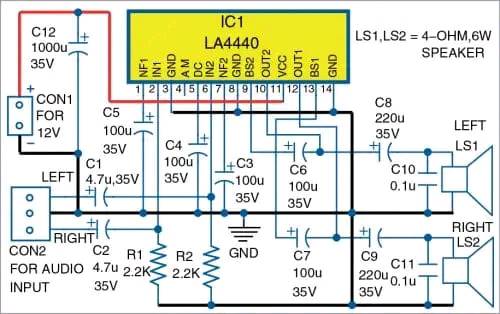 IC1
LA4440
LS1,LS2 = 4-OHM,6W
SPEAKER
C12
1000u
35V
NF1
IN1
GND
A M
DC
IN2
NF2
GND
BS2
OUT2
VCC
OUT1
BS1
GND
1 2 3 4 5 6 7 8 9 10 11 12 13 14
CON1
FOR
12V
C5
100u
35V
C4
100u
35V
C3
100u
35V
C6
100u
35V
C8
220u
35V
LEFT
LS1
C10
0.1u
C1
4.7u,35V
LEFT
RIGHT
CON2
FOR AUDIO
INPUT
C2
4.7u
35V
R1
2.2K
R2
2.2K
GND
C7
100u
35V
C9
220u
35V
RIGHT
LS2
C11
0.1u